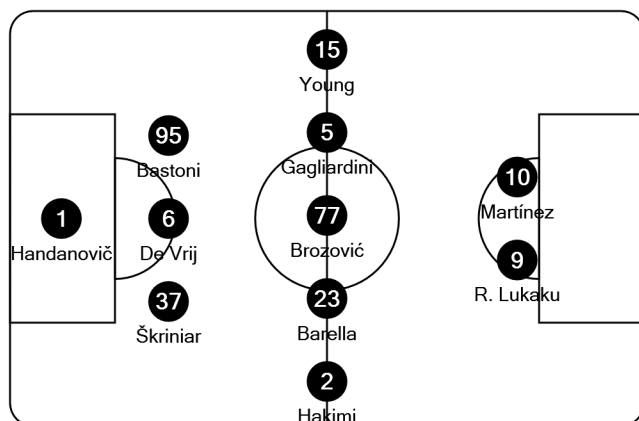 15
Young
95
Bastoni
5
Gagliardini
10
Martínez
1
Handanovič
6
De Vrij
77
Brozović
9
R. Lukaku
37
Škriniar
23
Barella
2
Hakimi